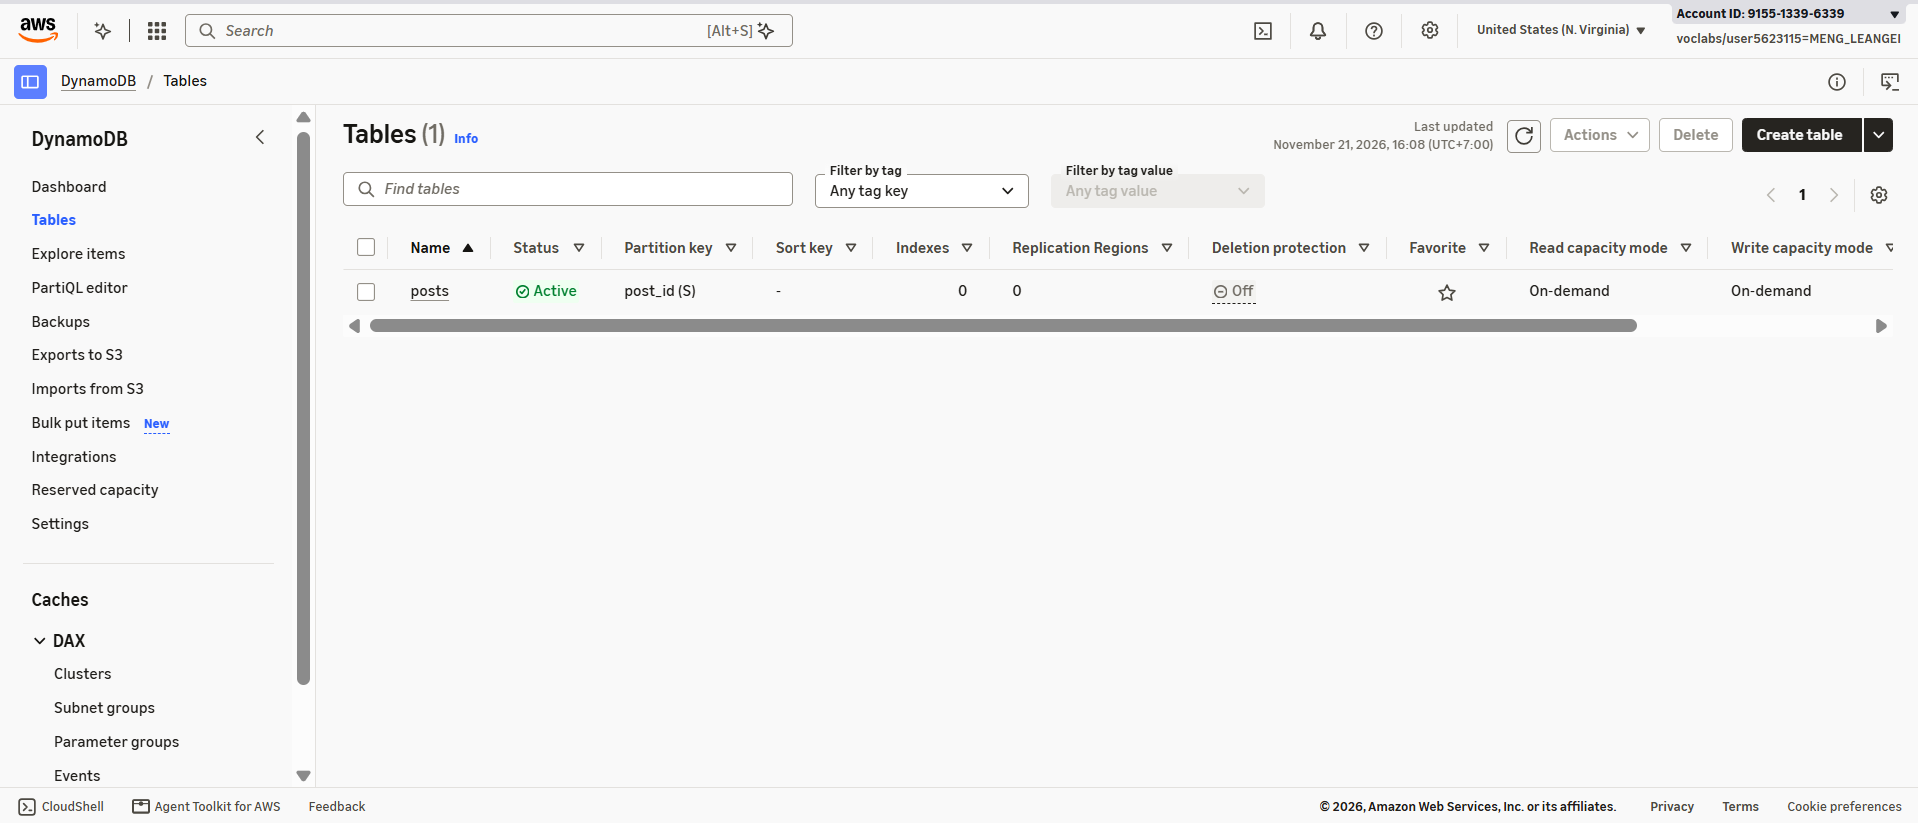 aws
Search [Alt+S]
United States (N. Virginia)
Account ID: 9155-1339-6339
voclabs/user5623115=MENG_LEANGEI
DynamoDB / Tables
DynamoDB
Dashboard
Tables
Explore items
PartiQL editor
Backups
Exports to S3
Imports from S3
Bulk put items New
Integrations
Reserved capacity
Settings
Caches
DAX
Clusters
Subnet groups
Parameter groups
Events
Tables (1) Info
Last updated
November 21, 2026, 16:08 (UTC+7:00)
Actions
Delete
Create table
Find tables
Filter by tag
Any tag key
Filter by tag value
Any tag value
1
Name Status Partition key Sort key Indexes Replication Regions Deletion protection Favorite Read capacity mode Write capacity mode
posts Active post_id (S) - 0 0 Off On-demand On-demand
CloudShell Agent Toolkit for AWS Feedback
© 2026, Amazon Web Services, Inc. or its affiliates. Privacy Terms Cookie preferences